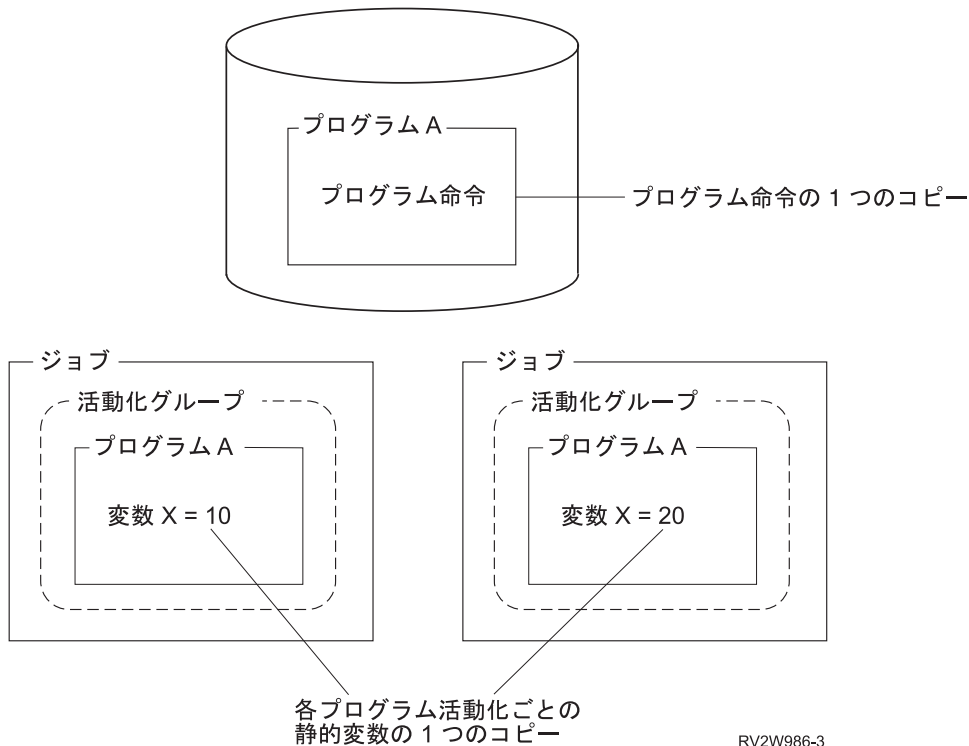 プログラム A
プログラム命令
プログラム命令の 1 つのコピー
ジョブ
活動化グループ
プログラム A
変数 X = 10
ジョブ
活動化グループ
プログラム A
変数 X = 20
各プログラム活動化ごとの
静的変数の 1 つのコピー
RV2W986-3